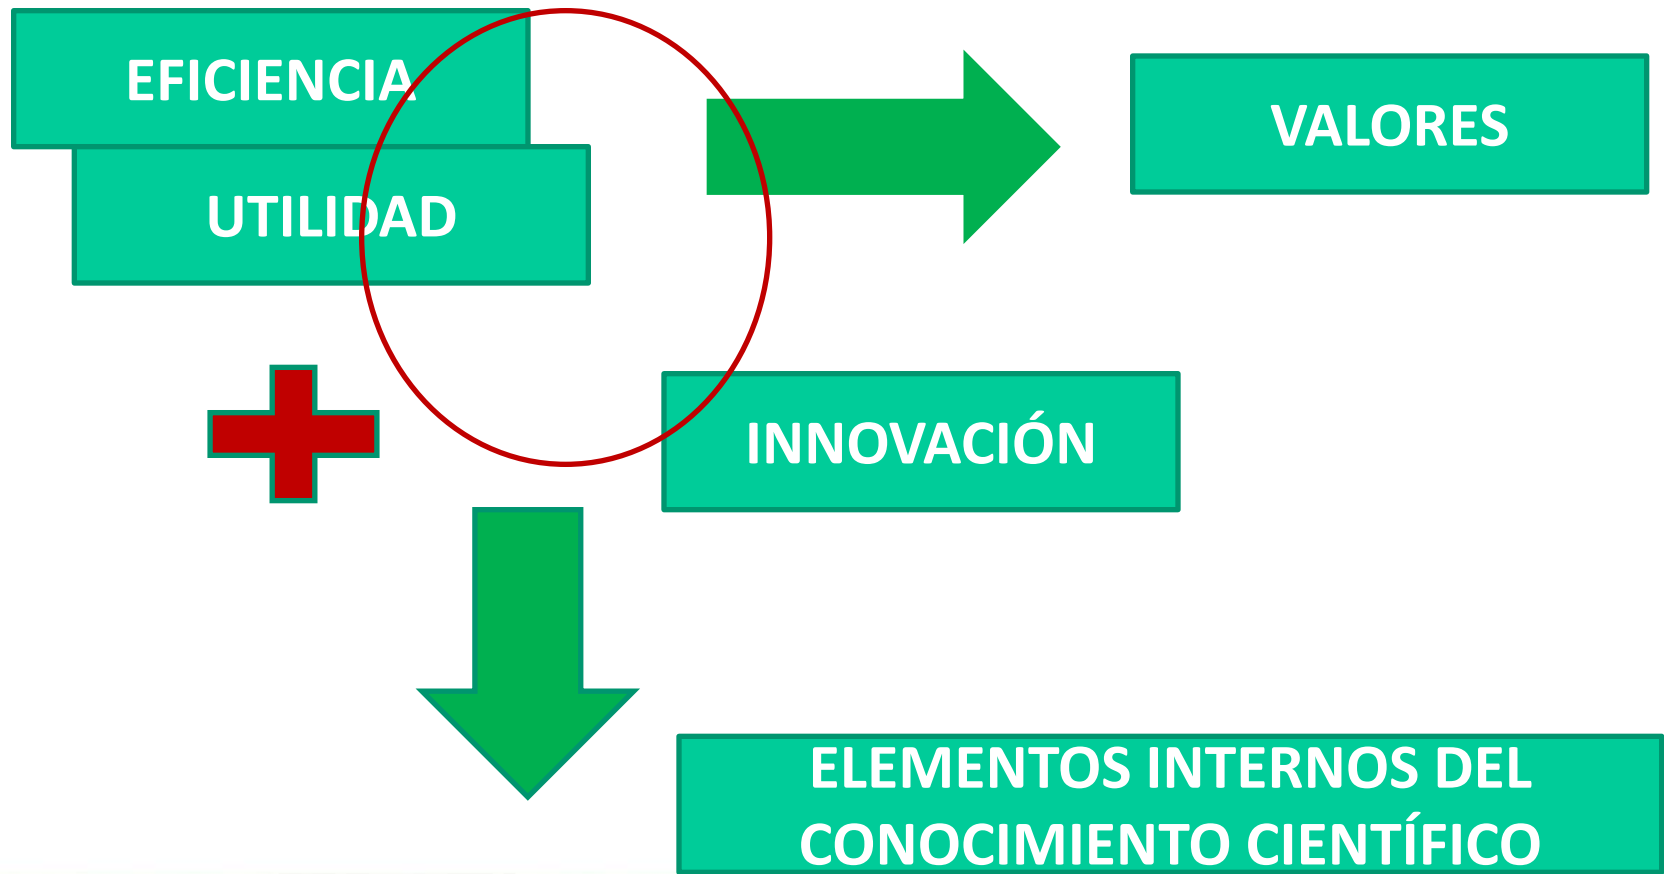 EFICIENCIA
VALORES
UTILIDAD
INNOVACIÓN
ELEMENTOS INTERNOS DEL
CONOCIMIENTO CIENTÍFICO